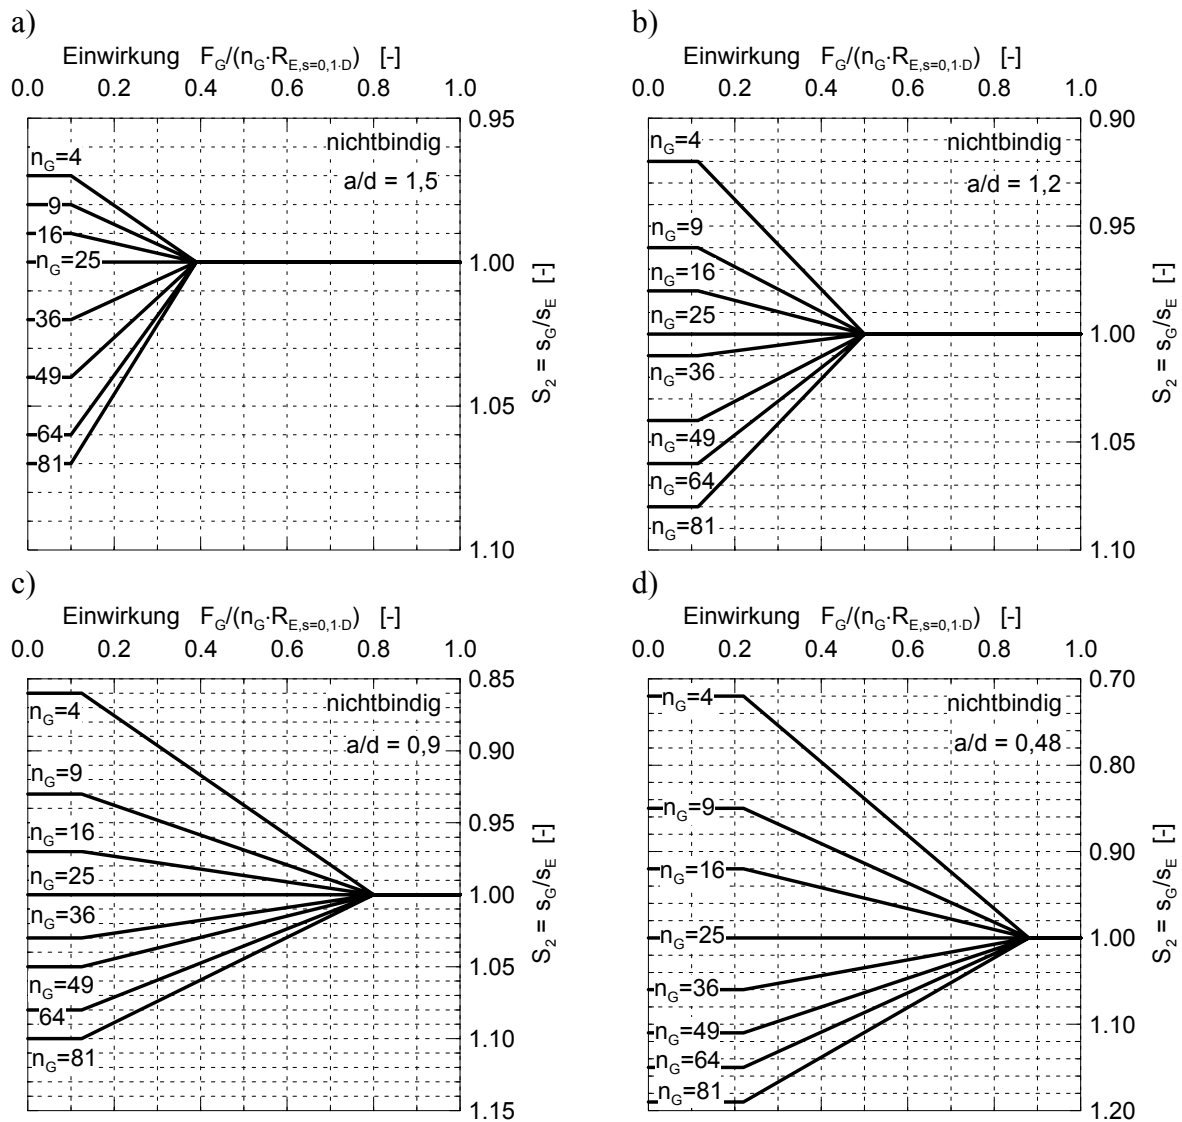 a)
Einwirkung F_G/(n_G·R_E,s=0,1·D) [-]
0.0 0.2 0.4 0.6 0.8 1.0
0.95
nichtbindig
n_G=4
a/d = 1,5
9
16
n_G=25
1.00
36
49
1.05
64
81
1.10
S_2 = s_G/s_E [-]
b)
Einwirkung F_G/(n_G·R_E,s=0,1·D) [-]
0.0 0.2 0.4 0.6 0.8 1.0
0.90
n_G=4
nichtbindig
a/d = 1,2
n_G=9
0.95
n_G=16
n_G=25
1.00
n_G=36
n_G=49
1.05
n_G=64
n_G=81
1.10
S_2 = s_G/s_E [-]
c)
Einwirkung F_G/(n_G·R_E,s=0,1·D) [-]
0.0 0.2 0.4 0.6 0.8 1.0
0.85
nichtbindig
n_G=4
a/d = 0,9
0.90
n_G=9
n_G=16
0.95
n_G=25
1.00
n_G=36
1.05
n_G=49
64
n_G=81
1.10
1.15
S_2 = s_G/s_E [-]
d)
Einwirkung F_G/(n_G·R_E,s=0,1·D) [-]
0.0 0.2 0.4 0.6 0.8 1.0
0.70
n_G=4
nichtbindig
a/d = 0,48
0.80
n_G=9
0.90
n_G=16
n_G=25
1.00
n_G=36
n_G=49
1.10
n_G=64
n_G=81
1.20
S_2 = s_G/s_E [-]